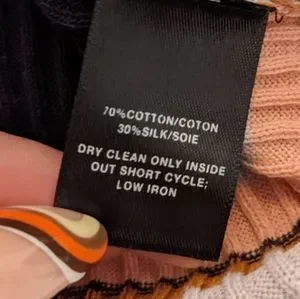 70%COTTON/COTON
30%SILK/SOIE
DRY CLEAN ONLY INSIDE
OUT SHORT CYCLE;
LOW IRON